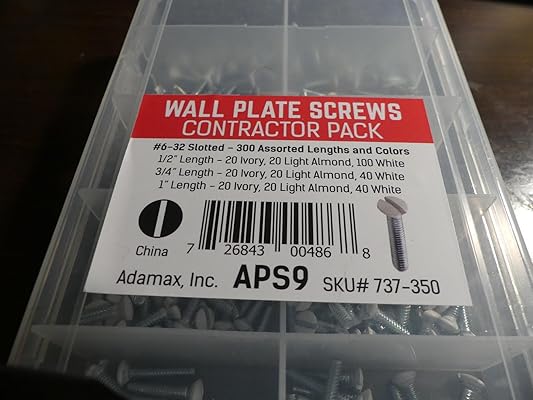 WALL PLATE SCREWS
CONTRACTOR PACK
#6-32 Slotted – 300 Assorted Lengths and Colors
1/2" Length – 20 Ivory, 20 Light Almond, 100 White
3/4" Length – 20 Ivory, 20 Light Almond, 40 White
1" Length – 20 Ivory, 20 Light Almond, 40 White
China
7 26843 00486 8
Adamax, Inc. APS9 SKU# 737-350